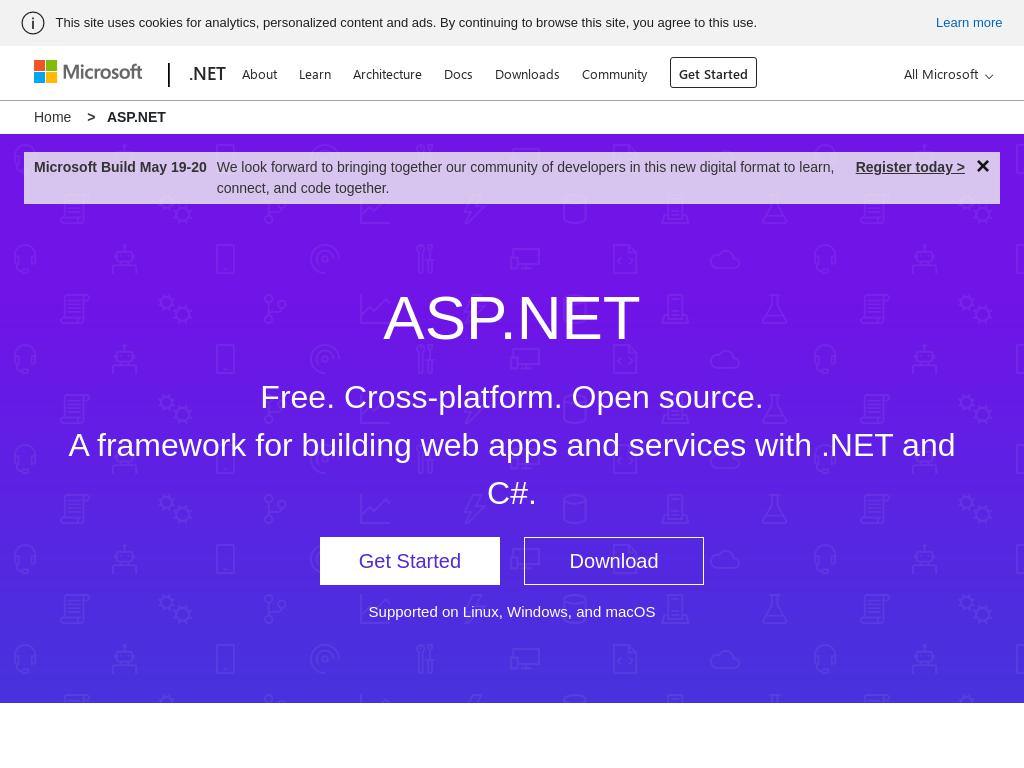 This site uses cookies for analytics, personalized content and ads. By continuing to browse this site, you agree to this use. Learn more
Microsoft .NET About Learn Architecture Docs Downloads Community Get Started All Microsoft
Home > ASP.NET
Microsoft Build May 19-20 We look forward to bringing together our community of developers in this new digital format to learn, Register today >
connect, and code together.
ASP.NET
Free. Cross-platform. Open source.
A framework for building web apps and services with .NET and
C#.
Get Started Download
Supported on Linux, Windows, and macOS